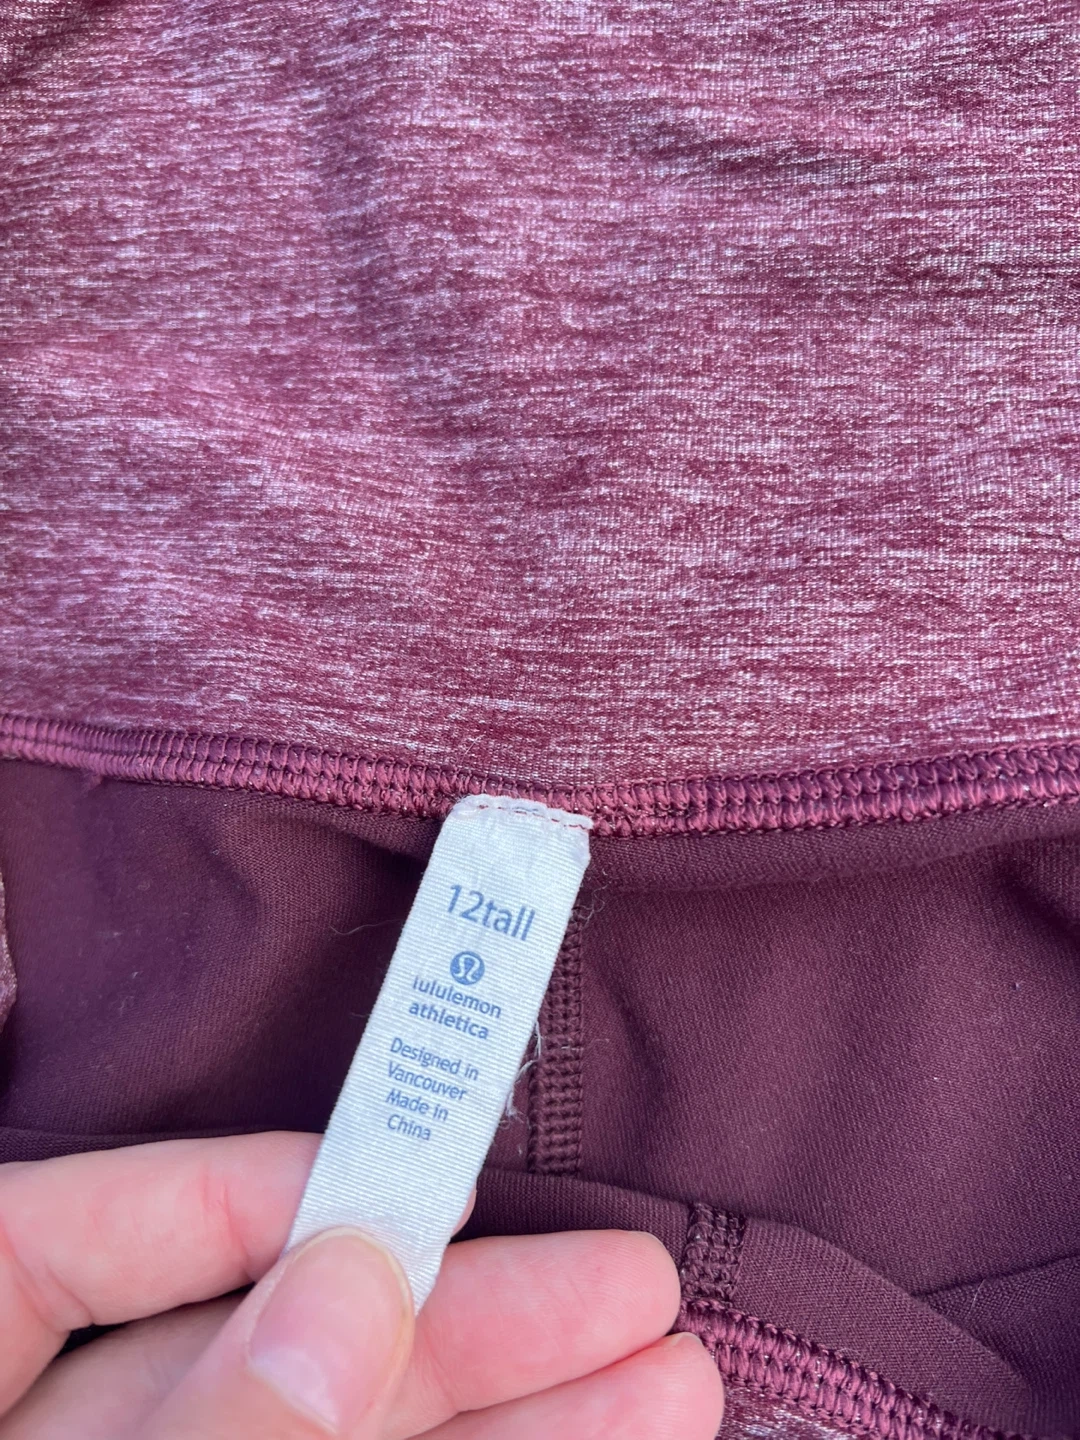 12tall
lululemon
athletica
Designed in
Vancouver
Made in
China